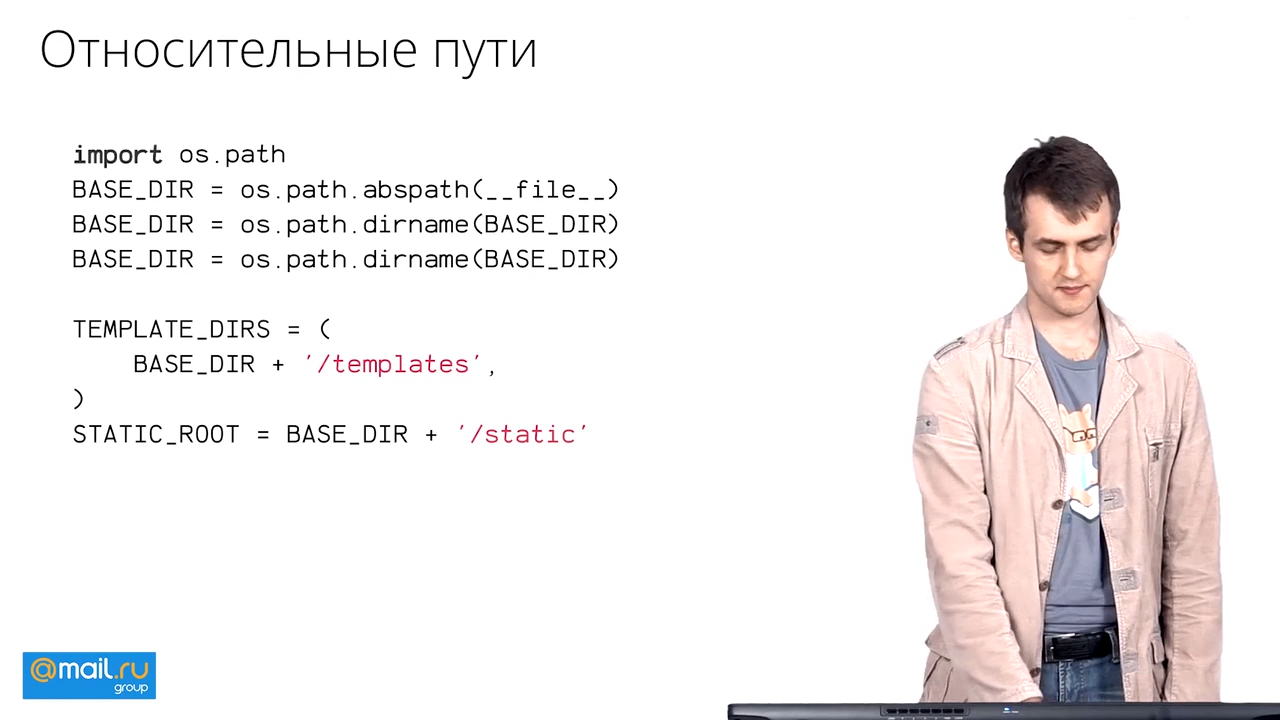 Относительные пути
import os.path
BASE_DIR = os.path.abspath(__file__)
BASE_DIR = os.path.dirname(BASE_DIR)
BASE_DIR = os.path.dirname(BASE_DIR)
TEMPLATE_DIRS = (
    BASE_DIR + '/templates',
)
STATIC_ROOT = BASE_DIR + '/static'
@mail.ru
group